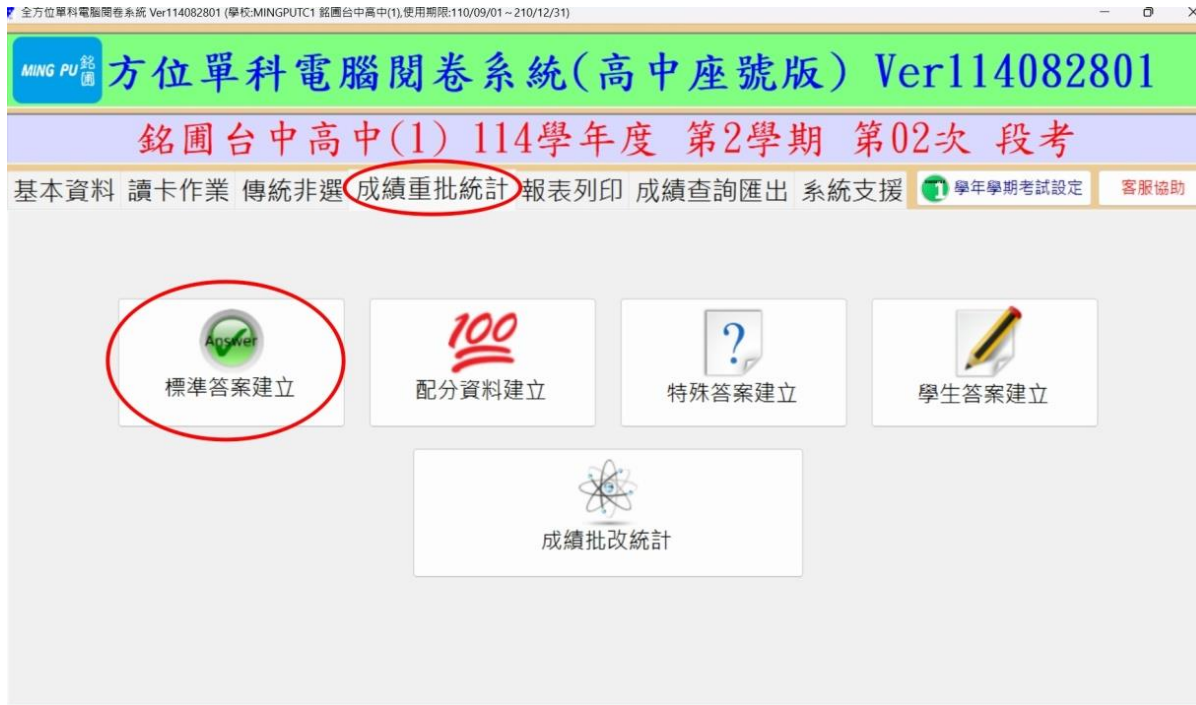 全方位單科電腦閱卷系統 Ver114082801 (學校:MINGPUTC1 銘圃台中高中(1),使用期限:110/09/01~210/12/31)
MING PU 銘圃 方位單科電腦閱卷系統(高中座號版) Ver114082801
銘圃台中高中(1) 114學年度 第2學期 第02次 段考
基本資料 讀卡作業 傳統非選 成績重批統計 報表列印 成績查詢匯出 系統支援 1 學年學期考試設定 客服協助
Answer 100 ?
標準答案建立 配分資料建立 特殊答案建立 學生答案建立
成績批改統計